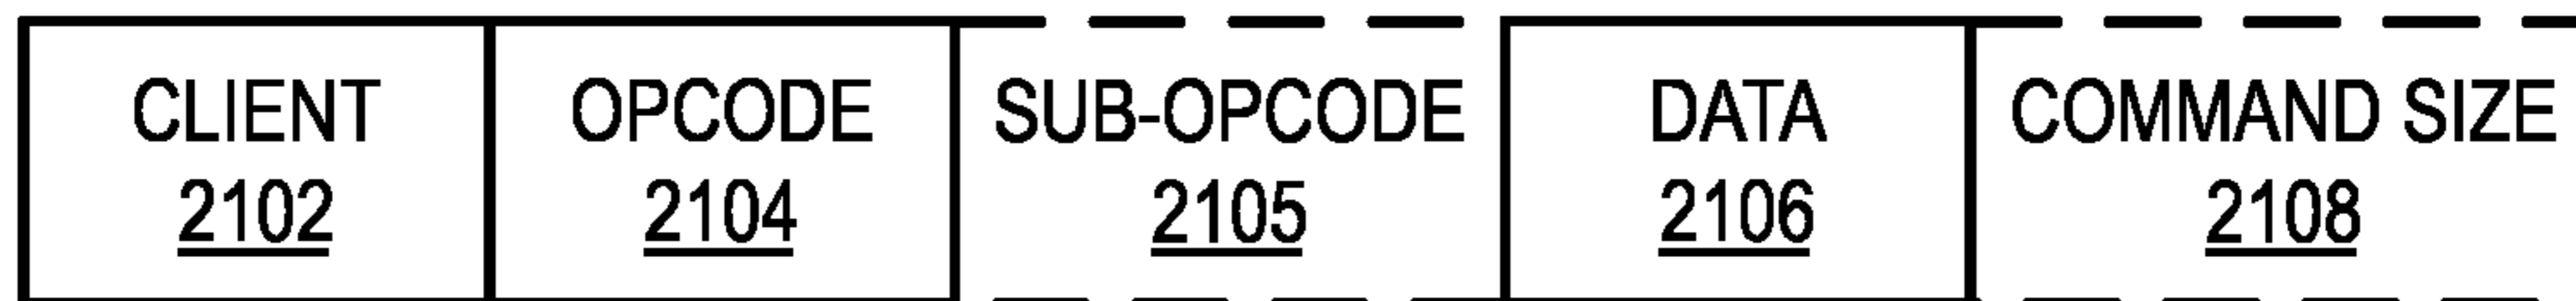 CLIENT
2102
OPCODE
2104
SUB-OPCODE
2105
DATA
2106
COMMAND SIZE
2108